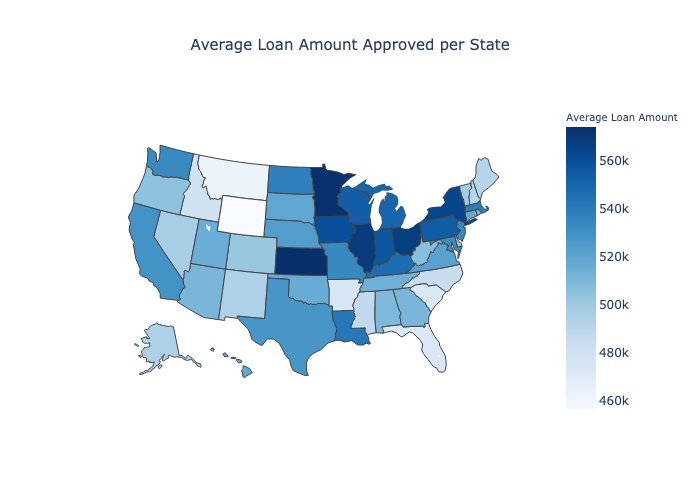 Average Loan Amount Approved per State
Average Loan Amount
560k
540k
520k
500k
480k
460k